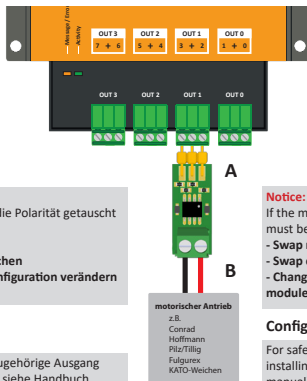 Message / Error
Activity
OUT 3
7 + 6
OUT 2
5 + 4
OUT 1
3 + 2
OUT 0
1 + 0
OUT 3
OUT 2
OUT 1
OUT 0
A
B
motorischer Antrieb
z.B.
Conrad
Hoffmann
Pilz/Tillig
Fulgurex
KATO-Weichen
die Polarität getauscht
chen
nfiguration verändern
ugehörige Ausgang
siehe Handbuch
Notice:
If the m
must be
- Swap
- Swap
- Chang
module
Config
For safe
installin
manual